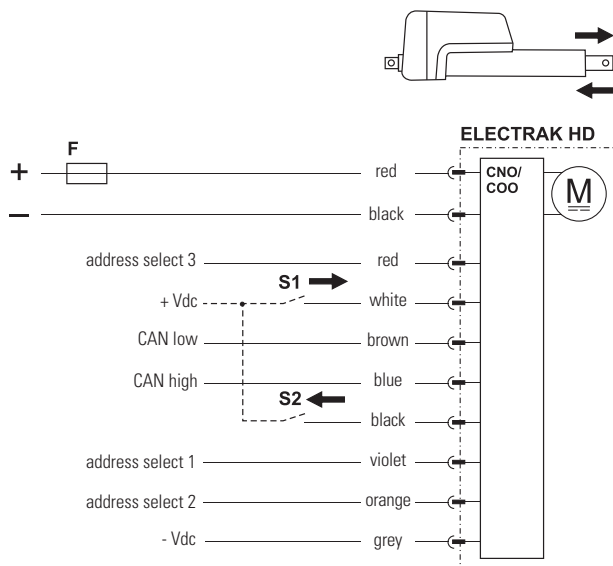 ELECTRAK HD
F
+ red CNO/
COO
M
– black
address select 3 red
S1
+ Vdc white
CAN low brown
CAN high blue
S2
black
address select 1 violet
address select 2 orange
- Vdc grey